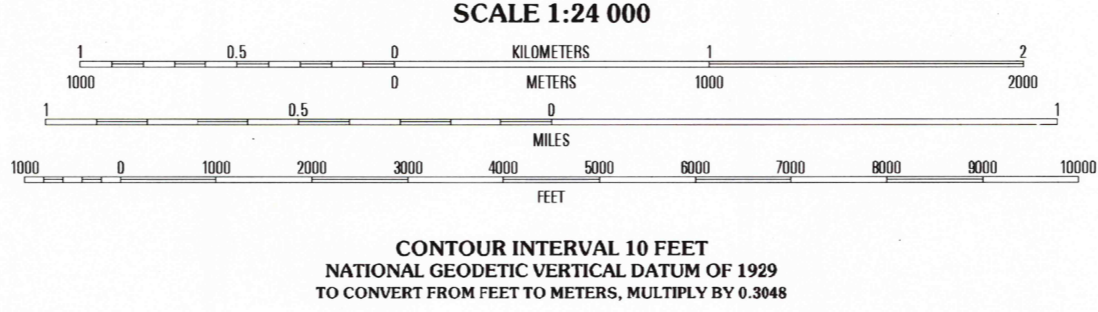 SCALE 1:24 000
1 0.5 0 KILOMETERS 1 2
1000 0 METERS 1000 2000
1 0.5 0 1
MILES
1000 0 1000 2000 3000 4000 5000 6000 7000 8000 9000 10000
FEET
CONTOUR INTERVAL 10 FEET
NATIONAL GEODETIC VERTICAL DATUM OF 1929
TO CONVERT FROM FEET TO METERS, MULTIPLY BY 0.3048